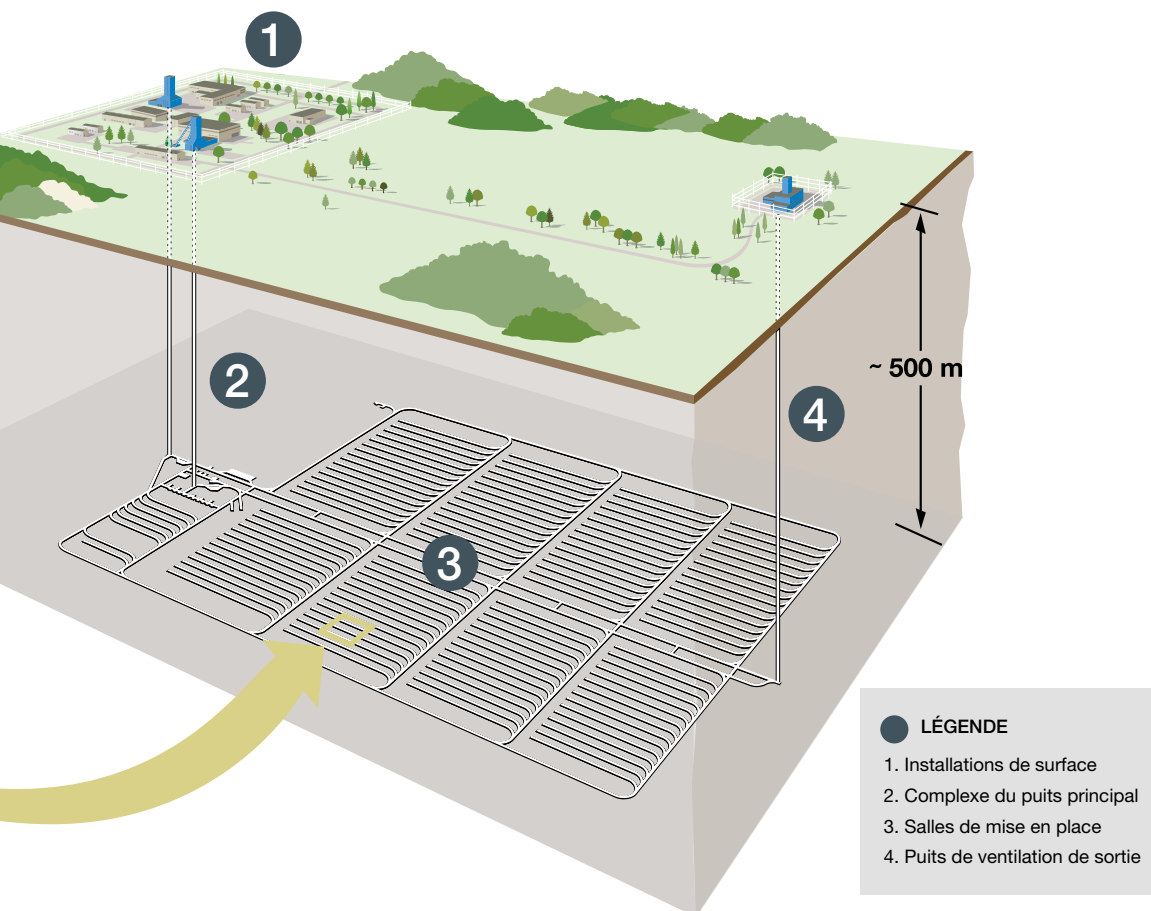 1
2
3
4
~ 500 m
LÉGENDE
1. Installations de surface
2. Complexe du puits principal
3. Salles de mise en place
4. Puits de ventilation de sortie